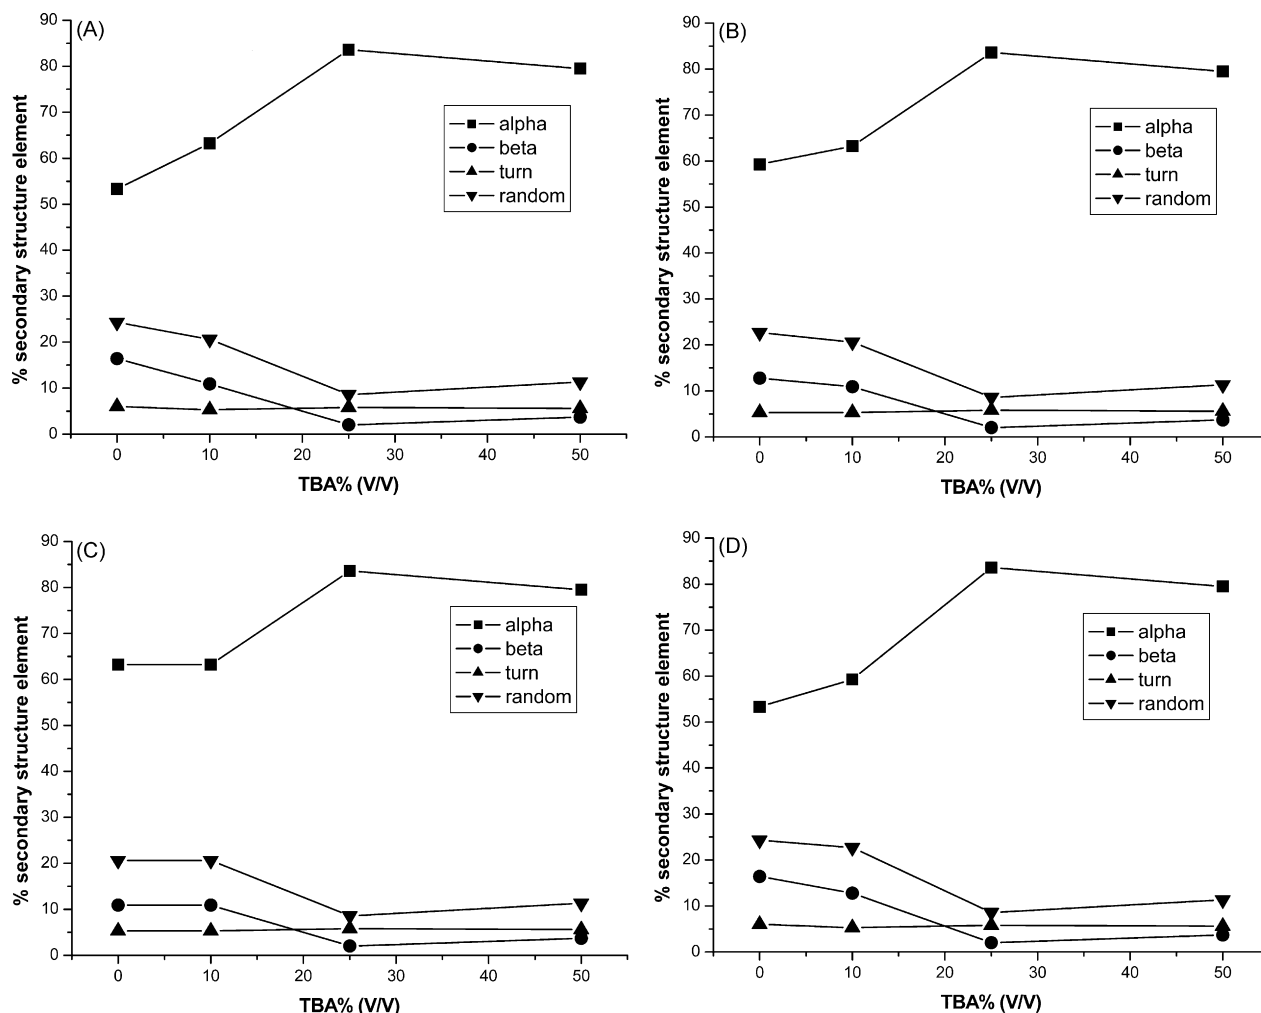 (A)
90
80
70
60
50
40
30
20
10
0
% secondary structure element
alpha
beta
turn
random
0 10 20 30 40 50
TBA% (V/V)
(B)
90
80
70
60
50
40
30
20
10
0
% secondary structure element
alpha
beta
turn
random
0 10 20 30 40 50
TBA% (V/V)
(C)
90
80
70
60
50
40
30
20
10
0
% secondary structure element
alpha
beta
turn
random
0 10 20 30 40 50
TBA% (V/V)
(D)
90
80
70
60
50
40
30
20
10
0
% secondary structure element
alpha
beta
turn
random
0 10 20 30 40 50
TBA% (V/V)